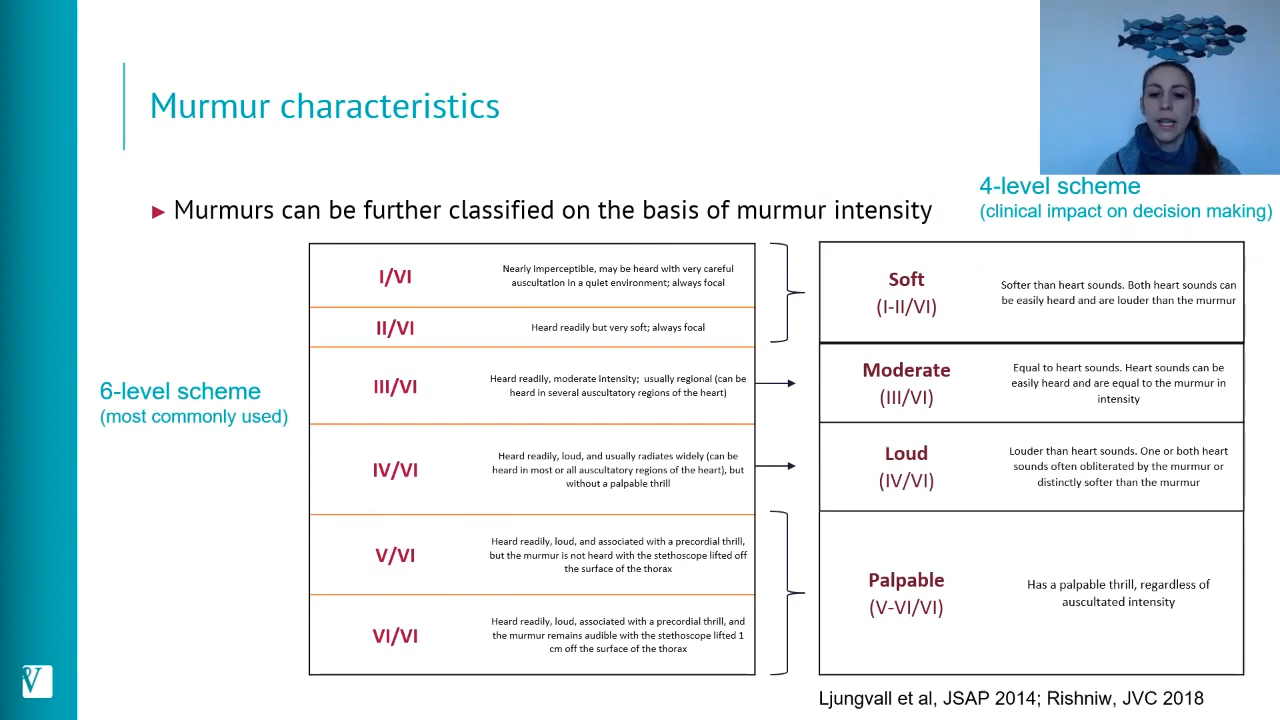 Murmur characteristics
► Murmurs can be further classified on the basis of murmur intensity
4-level scheme
(clinical impact on decision making)
6-level scheme
(most commonly used)
I/VI
Nearly imperceptible, may be heard with very careful
auscultation in a quiet environment; always focal
II/VI
Heard readily but very soft; always focal
III/VI
Heard readily, moderate intensity; usually regional (can be
heard in several auscultatory regions of the heart)
IV/VI
Heard readily, loud, and usually radiates widely (can be
heard in most or all auscultatory regions of the heart), but
without a palpable thrill
V/VI
Heard readily, loud, and associated with a precordial thrill,
but the murmur is not heard with the stethoscope lifted off
the surface of the thorax
VI/VI
Heard readily, loud, associated with a precordial thrill, and
the murmur remains audible with the stethoscope lifted 1
cm off the surface of the thorax
Soft
(I-II/VI)
Softer than heart sounds. Both heart sounds can
be easily heard and are louder than the murmur
Moderate
(III/VI)
Equal to heart sounds. Heart sounds can be
easily heard and are equal to the murmur in
intensity
Loud
(IV/VI)
Louder than heart sounds. One or both heart
sounds often obliterated by the murmur or
distinctly softer than the murmur
Palpable
(V-VI/VI)
Has a palpable thrill, regardless of
auscultated intensity
Ljungvall et al, JSAP 2014; Rishniw, JVC 2018